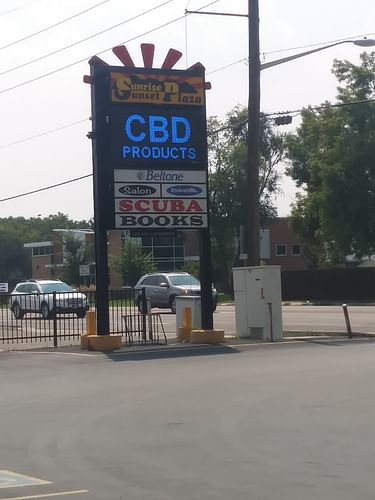 Sunrise
Sunset Plaza
CBD
PRODUCTS
Beltone
Salon
SCUBA
BOOKS